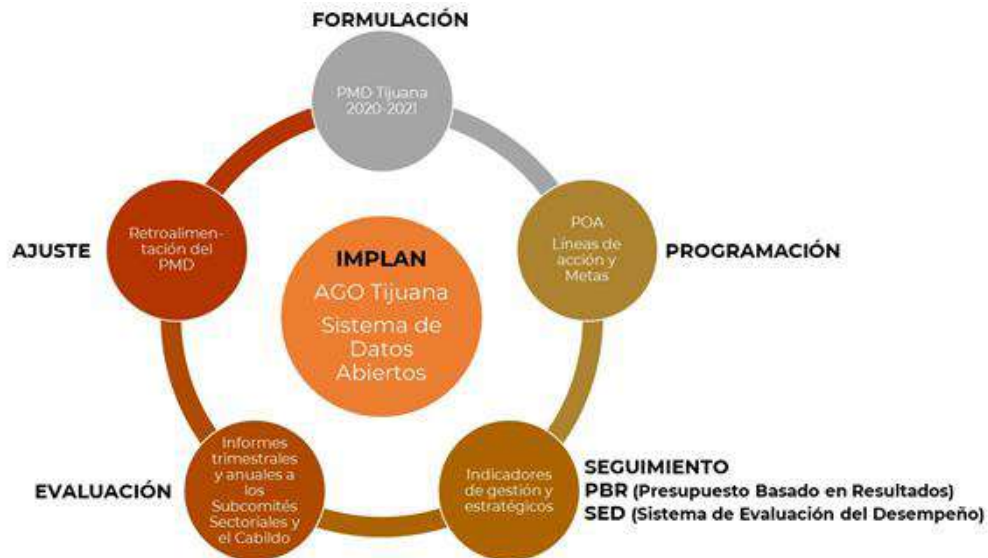 FORMULACIÓN
PMD Tijuana
2020-2021
POA
Líneas de
acción y
Metas
PROGRAMACIÓN
Indicadores
de gestión y
estratégicos
SEGUIMIENTO
PBR (Presupuesto Basado en Resultados)
SED (Sistema de Evaluación del Desempeño)
EVALUACIÓN
Informes
trimestrales
y anuales a
los
Subcomités
Sectoriales y
el Cabildo
AJUSTE
Retroalimen-
tación del
PMD
IMPLAN
AGO Tijuana
Sistema de
Datos
Abiertos